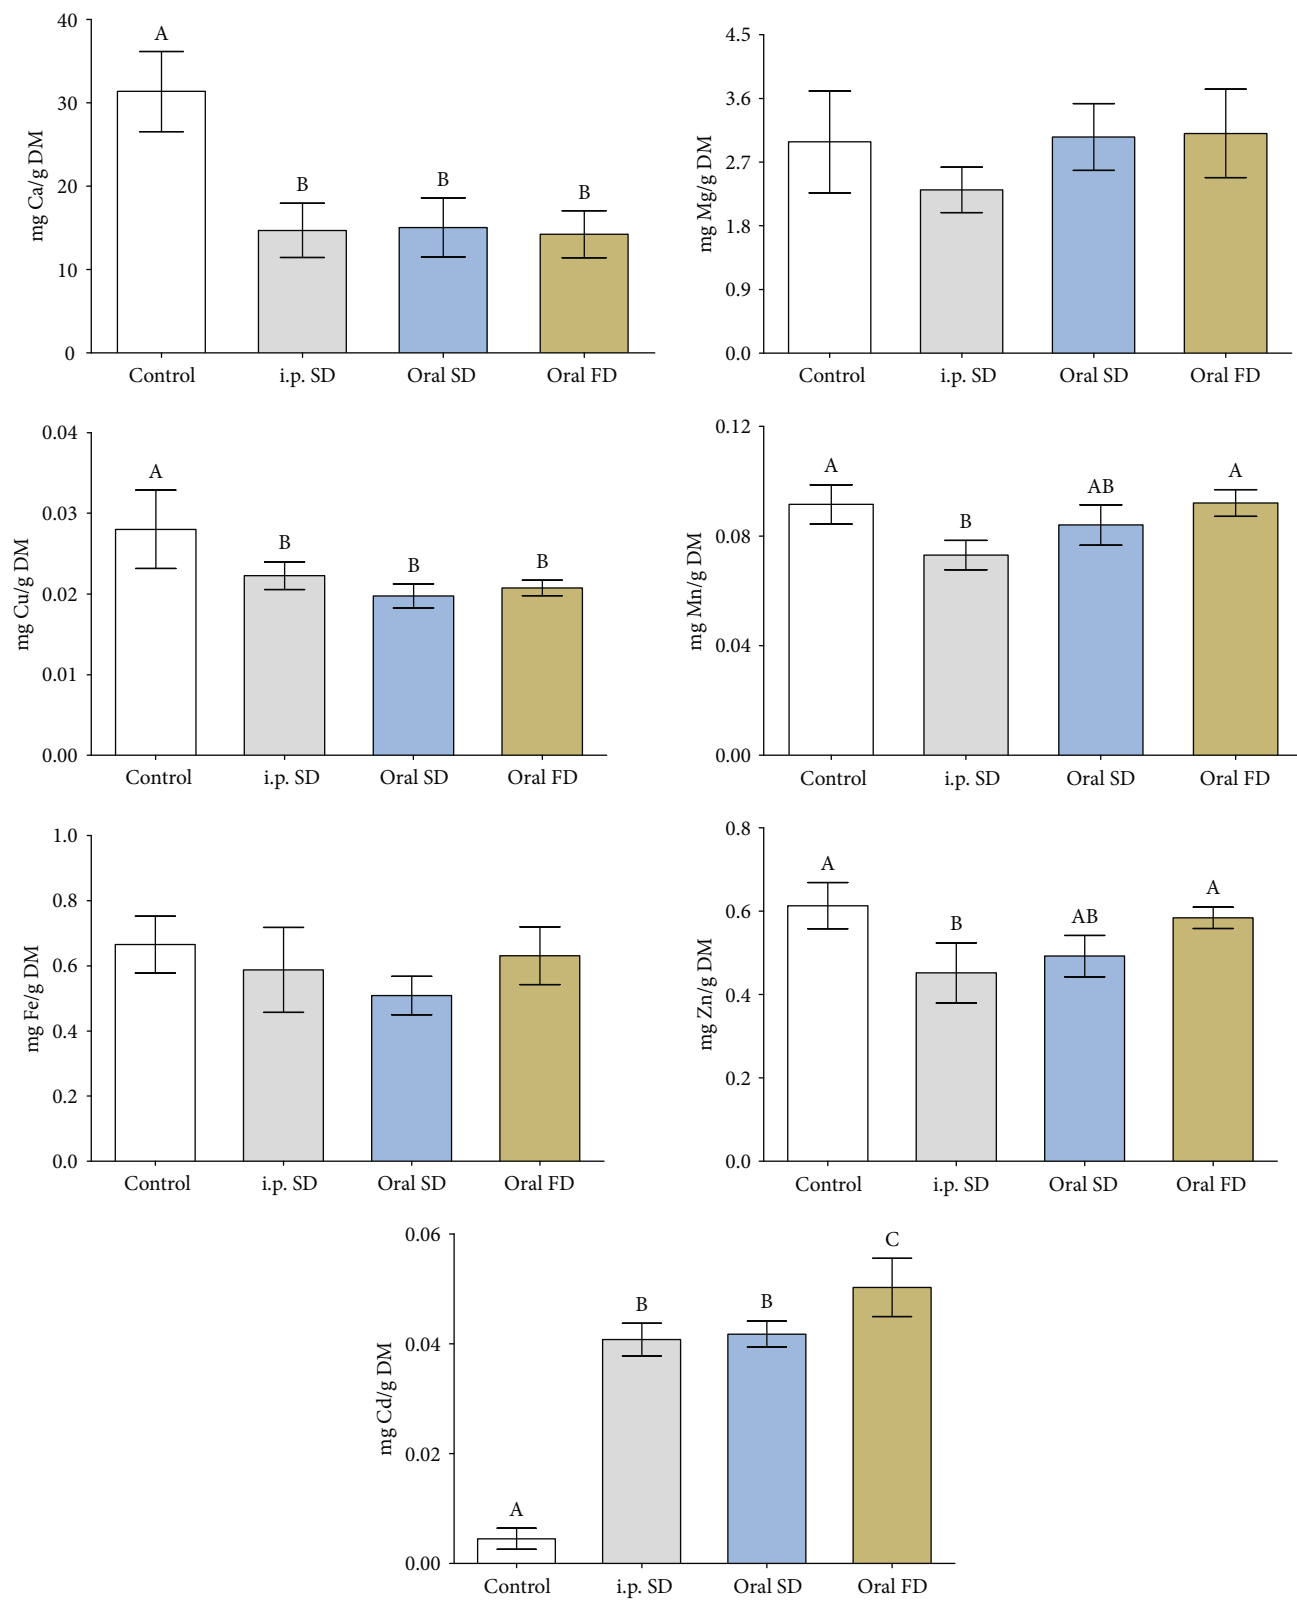 40
30
20
10
0
mg Ca/g DM
A
B
B
B
Control
i.p. SD
Oral SD
Oral FD
4.5
3.6
2.7
1.8
0.9
0.0
mg Mg/g DM
Control
i.p. SD
Oral SD
Oral FD
0.04
0.03
0.02
0.01
0.00
mg Cu/g DM
A
B
B
B
Control
i.p. SD
Oral SD
Oral FD
0.12
0.08
0.04
0.00
mg Mn/g DM
A
B
AB
A
Control
i.p. SD
Oral SD
Oral FD
1.0
0.8
0.6
0.4
0.2
0.0
mg Fe/g DM
Control
i.p. SD
Oral SD
Oral FD
0.8
0.6
0.4
0.2
0.0
mg Zn/g DM
A
B
AB
A
Control
i.p. SD
Oral SD
Oral FD
0.06
0.04
0.02
0.00
mg Cd/g DM
A
B
B
C
Control
i.p. SD
Oral SD
Oral FD